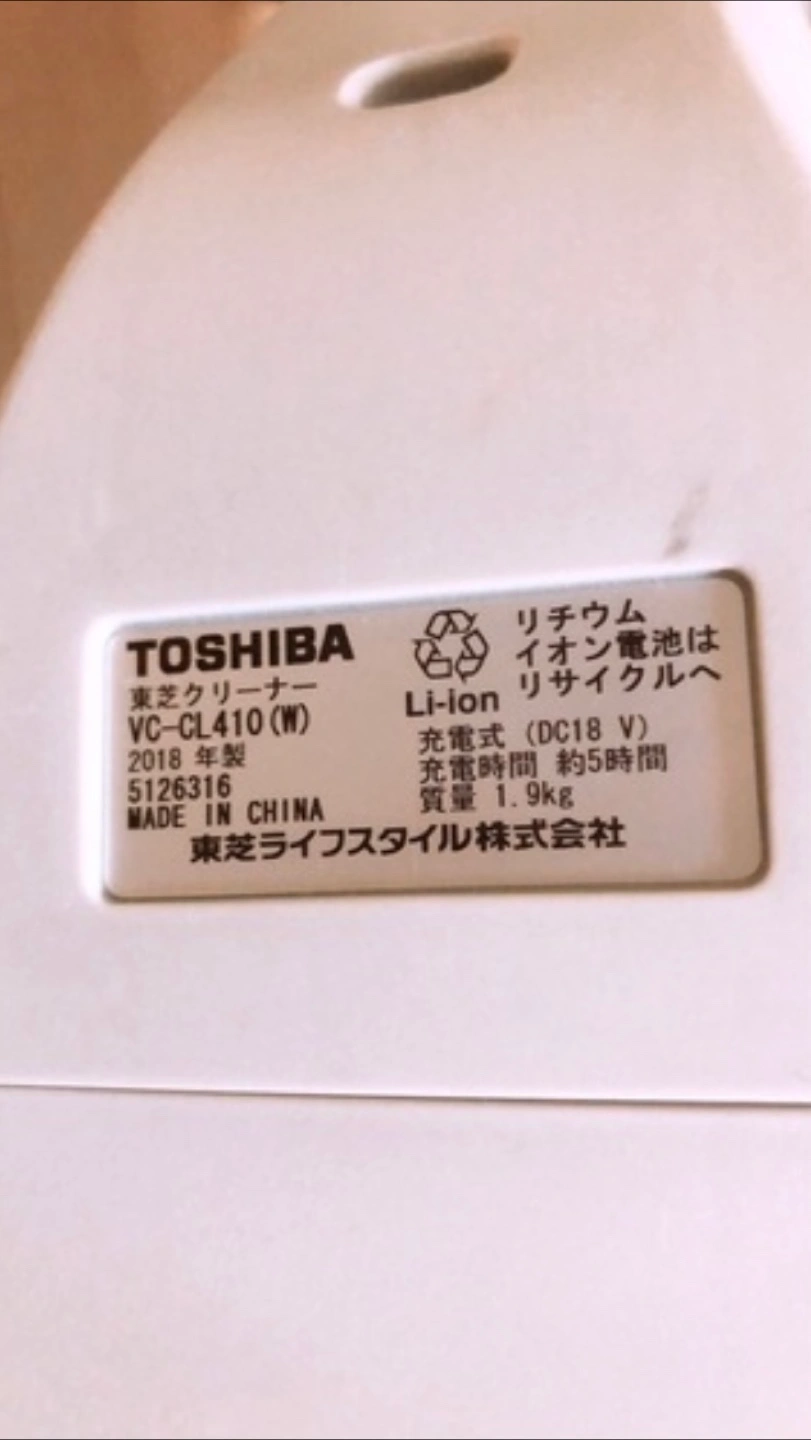 TOSHIBA
東芝クリーナー
VC-CL410(W)
2018 年製
5126316
MADE IN CHINA
Li-ion
リチウム
イオン電池は
リサイクルへ
充電式 (DC18 V)
充電時間 約5時間
質量 1.9kg
東芝ライフスタイル株式会社